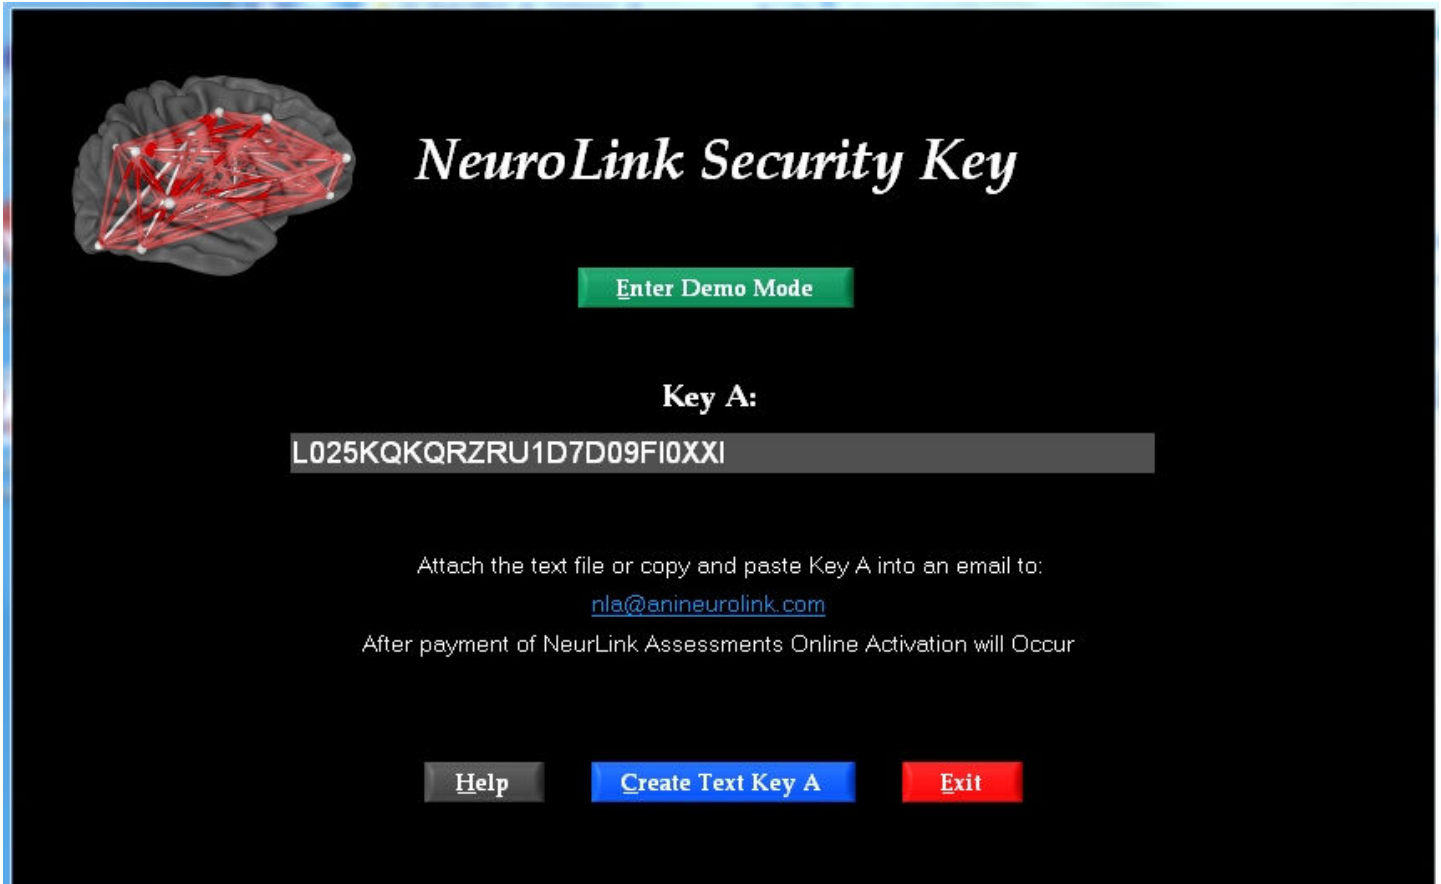 NeuroLink Security Key
Enter Demo Mode
Key A:
L025KQKQRZRU1D7D09FI0XXI
Attach the text file or copy and paste Key A into an email to:
nla@anineurolink.com
After payment of NeurLink Assessments Online Activation will Occur
Help
Create Text Key A
Exit